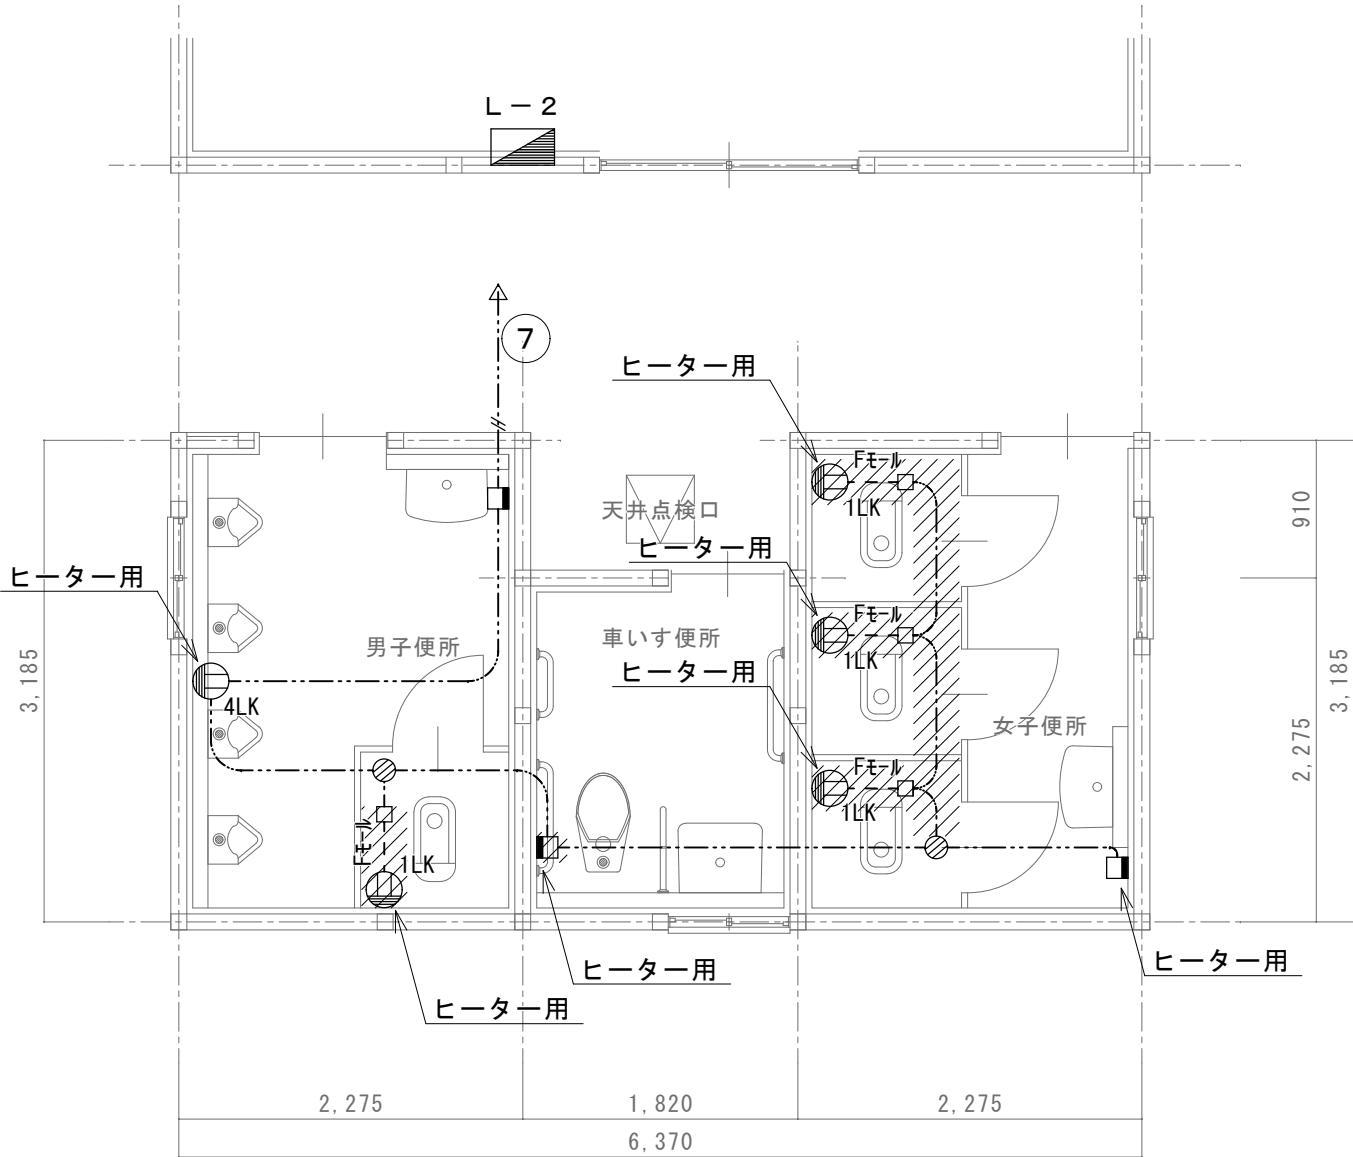 L－2
7
ヒーター用
Fモール
1LK
天井点検口
910
ヒーター用
ヒーター用
Fモール
男子便所
車いす便所
1LK
3,185
ヒーター用
3,185
4LK
女子便所
2,275
Fモール
1LK
Fモール
1LK
ヒーター用
ヒーター用
ヒーター用
2,275
1,820
2,275
6,370